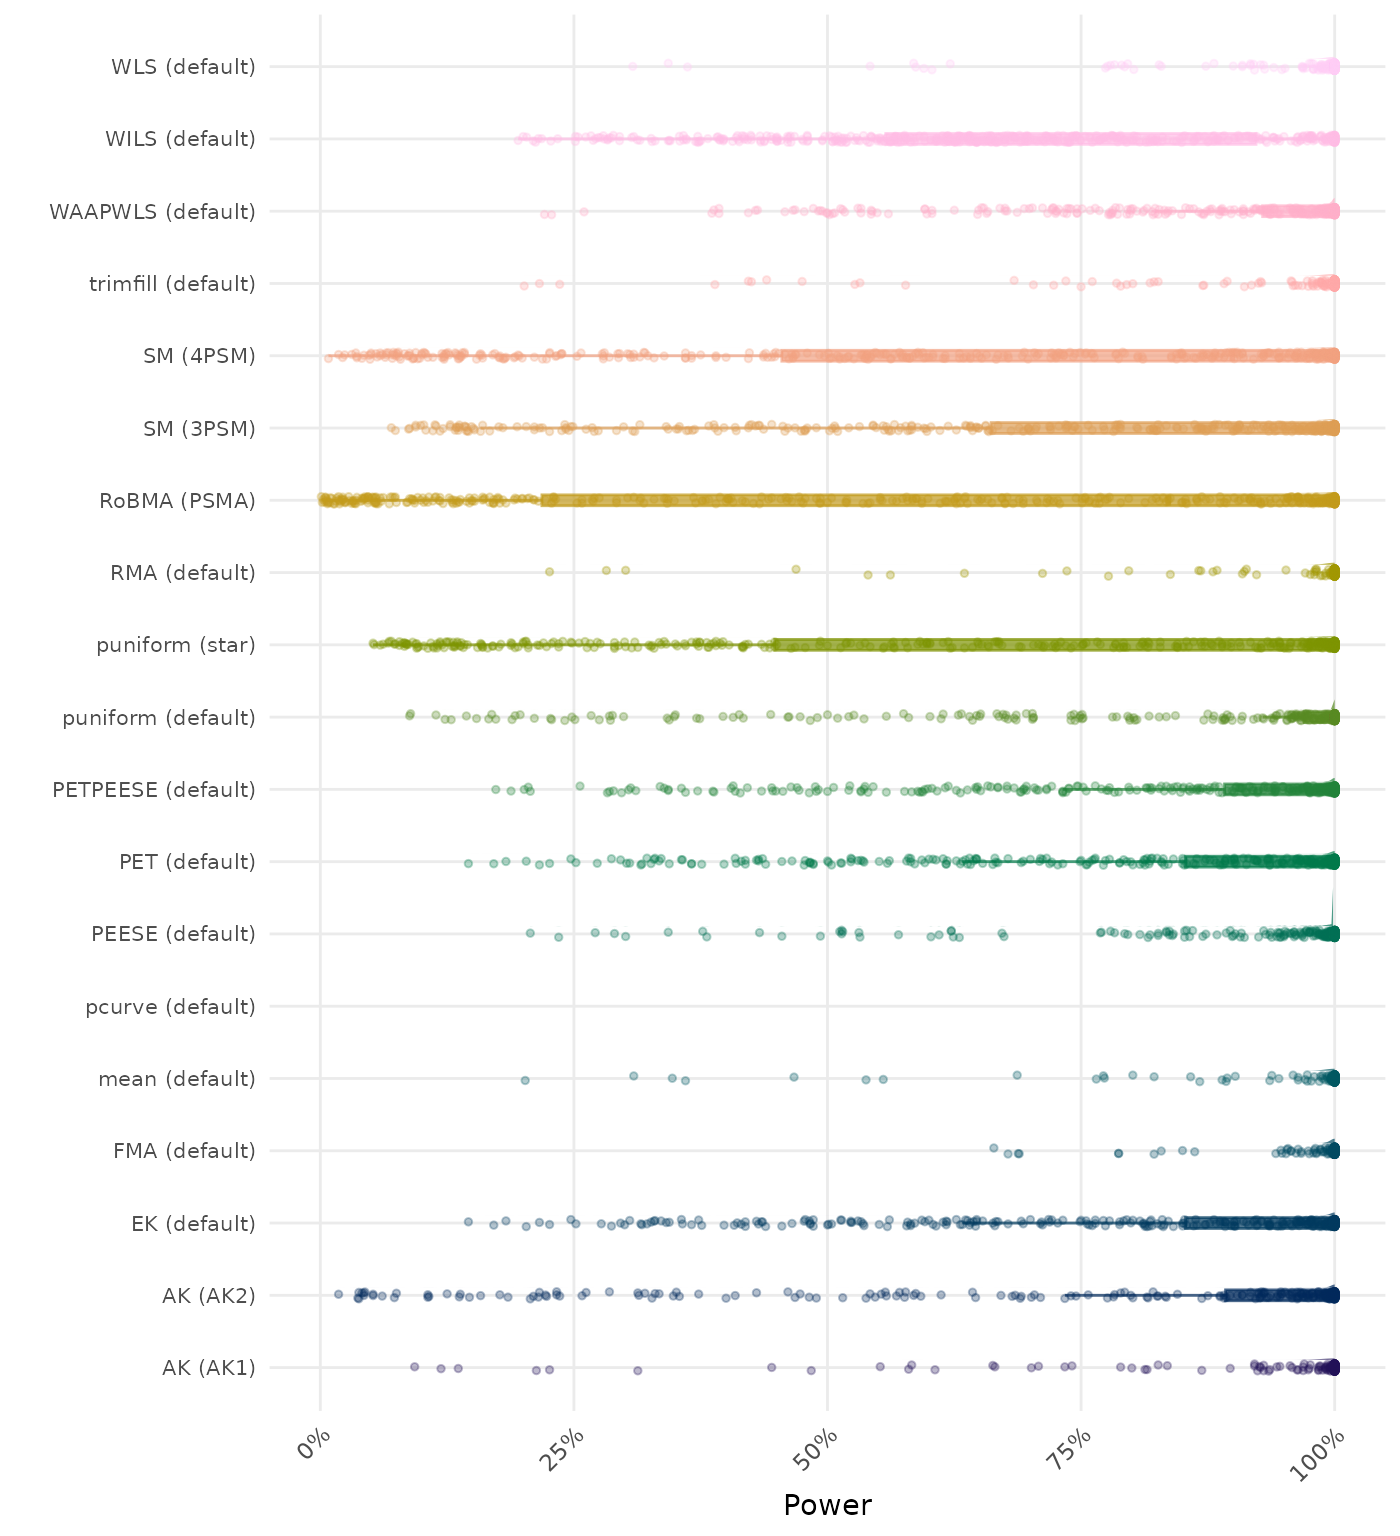 WLS (default)
WILS (default)
WAAPWLS (default)
trimfill (default)
SM (4PSM)
SM (3PSM)
RoBMA (PSMA)
RMA (default)
puniform (star)
puniform (default)
PETPEESE (default)
PET (default)
PEESE (default)
pcurve (default)
mean (default)
FMA (default)
EK (default)
AK (AK2)
AK (AK1)
0%
25%
50%
75%
100%
Power